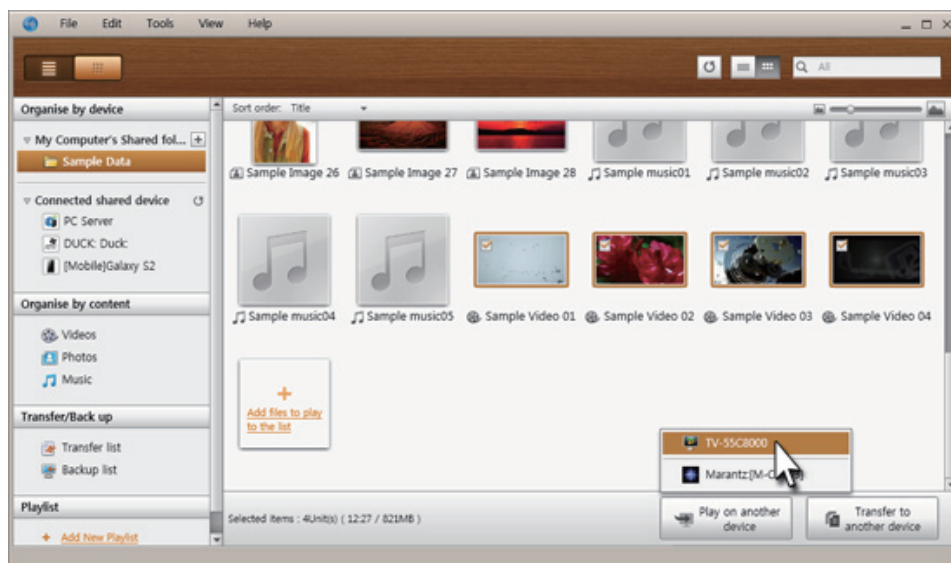 File Edit Tools View Help
All
Organise by device
Sort order: Title
My Computer's Shared fol...
Sample Data
Sample Image 26 Sample Image 27 Sample Image 28 Sample music01 Sample music02 Sample music03
Connected shared device
PC Server
DUCK: Duck:
[Mobile]Galaxy S2
Organise by content
Sample music04 Sample music05 Sample Video 01 Sample Video 02 Sample Video 03 Sample Video 04
Videos
Photos
Music
Add files to play
to the list
Transfer/Back up
Transfer list
Backup list
TV-55C8000
Marantz:[M-C
Playlist
Add New Playlist
Selected items : 4Unit(s) ( 12:27 / 821MB )
Play on another
device
Transfer to
another device